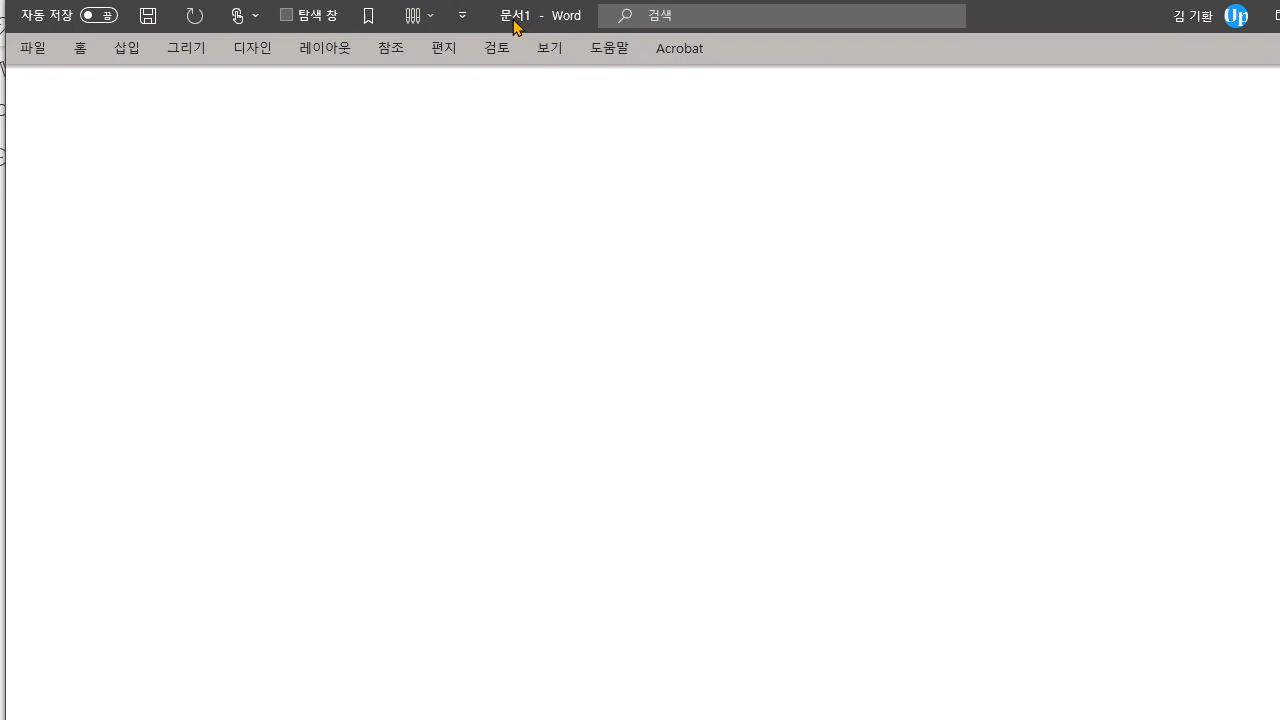 자동 저장 끔 탐색 창 문서1 - Word 검색 김 기환 Up
파일 홈 삽입 그리기 디자인 레이아웃 참조 편지 검토 보기 도움말 Acrobat